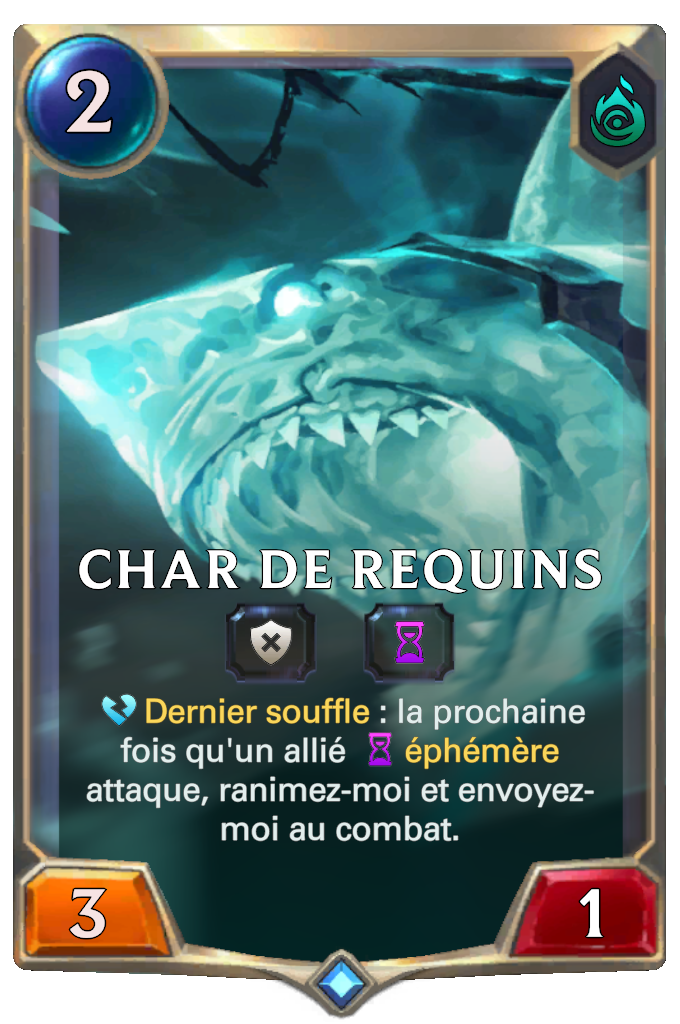 2
CHAR DE REQUINS
Dernier souffle : la prochaine
fois qu'un allié éphémère
attaque, ranimez-moi et envoyez-
moi au combat.
3
1